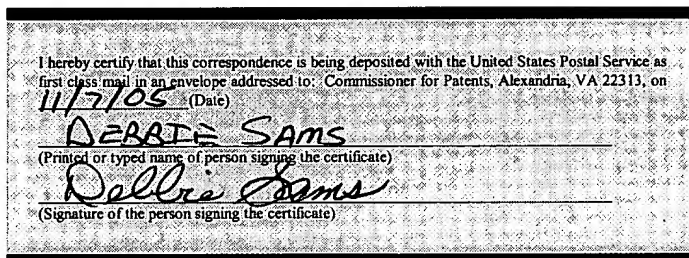 I hereby certify that this correspondence is being deposited with the United States Postal Service as
first class mail in an envelope addressed to: Commissioner for Patents, Alexandria, VA 22313, on
11/7/05 (Date)
DEBBIE SAMS
(Printed or typed name of person signing the certificate)
Debbie Sams
(Signature of the person signing the certificate)